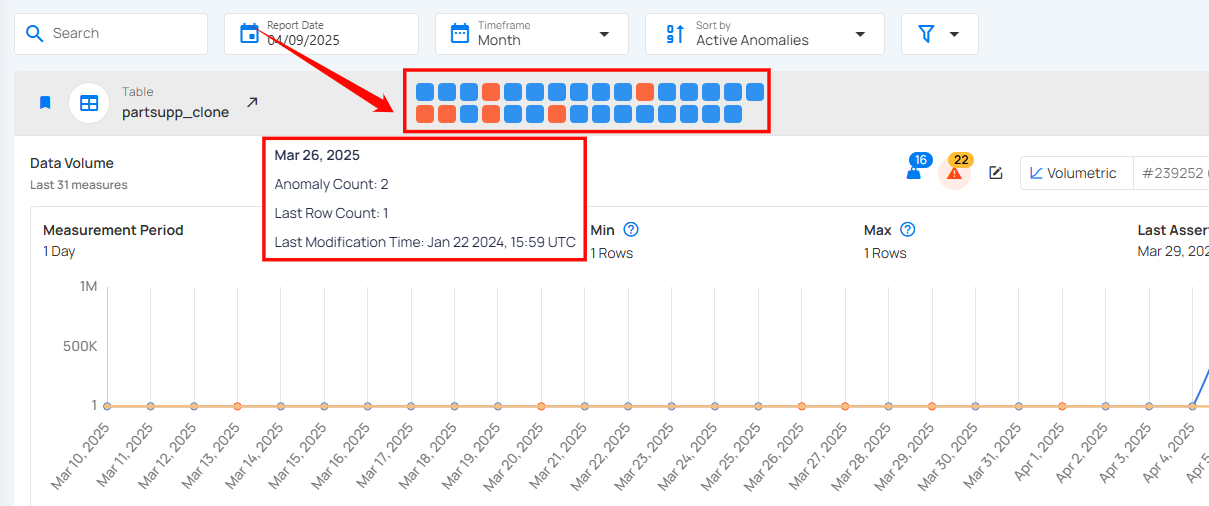 Search
Report Date
04/09/2025
Timeframe
Month
Sort by
Active Anomalies
Table
partsupp_clone
Data Volume
Last 31 measures
Mar 26, 2025
Anomaly Count: 2
Last Row Count: 1
Last Modification Time: Jan 22 2024, 15:59 UTC
16
22
Volumetric
#239252
Measurement Period
1 Day
Min
1 Rows
Max
1 Rows
Last Asser
Mar 29, 202
1M
500K
1
Mar 10, 2025
Mar 11, 2025
Mar 12, 2025
Mar 13, 2025
Mar 14, 2025
Mar 15, 2025
Mar 16, 2025
Mar 17, 2025
Mar 18, 2025
Mar 19, 2025
Mar 20, 2025
Mar 21, 2025
Mar 22, 2025
Mar 23, 2025
Mar 24, 2025
Mar 25, 2025
Mar 26, 2025
Mar 27, 2025
Mar 28, 2025
Mar 29, 2025
Mar 30, 2025
Mar 31, 2025
Apr 1, 2025
Apr 2, 2025
Apr 3, 2025
Apr 4, 2025
Apr 5